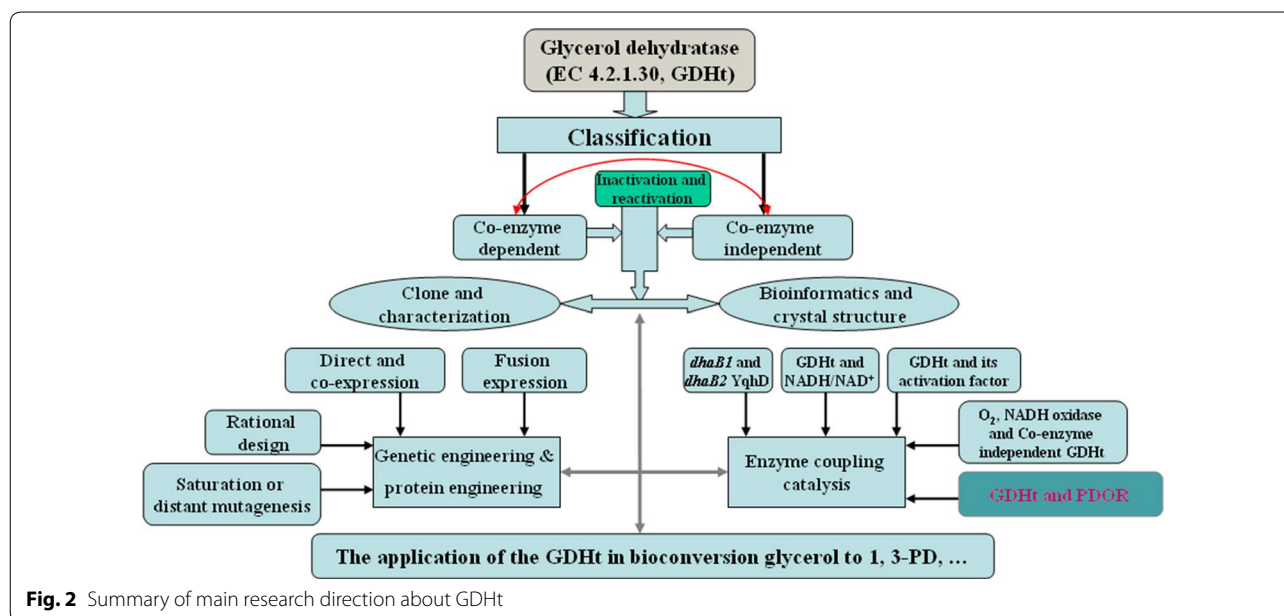 Glycerol dehydratase
(EC 4.2.1.30, GDHt)
Classification
Inactivation and
reactivation
Co-enzyme
dependent
Co-enzyme
independent
Clone and
characterization
Bioinformatics and
crystal structure
Direct and
co-expression
Fusion
expression
dhaB1 and
dhaB2 YqhD
GDHt and
NADH/NAD⁺
GDHt and its
activation factor
Rational
design
O₂, NADH oxidase
and Co-enzyme
independent GDHt
Genetic engineering &
protein engineering
Enzyme coupling
catalysis
Saturation or
distant mutagenesis
GDHt and PDOR
The application of the GDHt in bioconversion glycerol to 1, 3-PD, …
Fig. 2 Summary of main research direction about GDHt